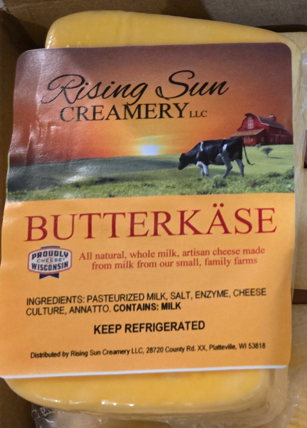 Rising Sun
CREAMERY LLC
BUTTERKÄSE
PROUDLY
WISCONSIN
CHEESE
All natural, whole milk, artisan cheese made
from milk from our small, family farms
INGREDIENTS: PASTEURIZED MILK, SALT, ENZYME, CHEESE
CULTURE, ANNATTO. CONTAINS: MILK
KEEP REFRIGERATED
Distributed by Rising Sun Creamery LLC, 28720 County Rd. XX, Platteville, WI 53818